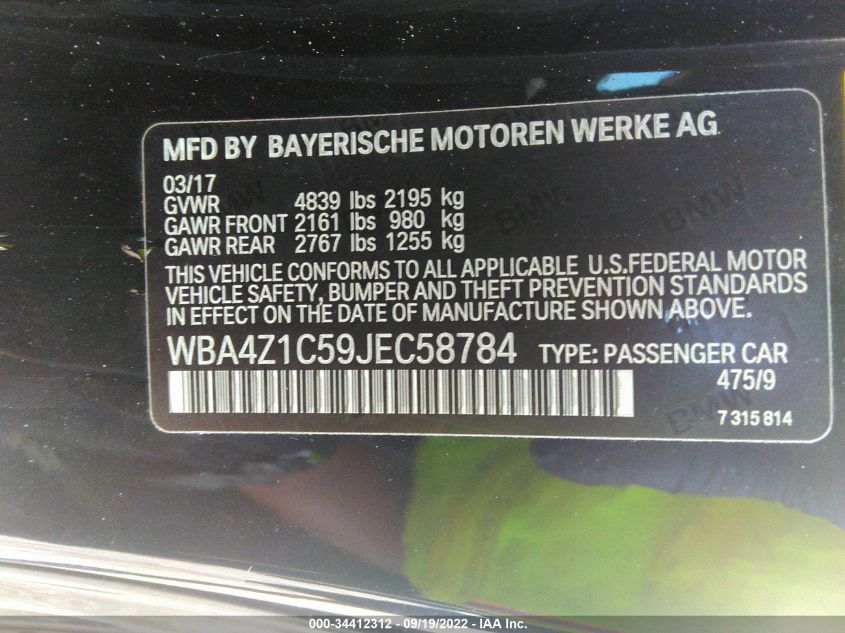 MFD BY BAYERISCHE MOTOREN WERKE AG
03/17
GVWR 4839 lbs 2195 kg
GAWR FRONT 2161 lbs 980 kg
GAWR REAR 2767 lbs 1255 kg
THIS VEHICLE CONFORMS TO ALL APPLICABLE U.S.FEDERAL MOTOR
VEHICLE SAFETY, BUMPER AND THEFT PREVENTION STANDARDS
IN EFFECT ON THE DATE OF MANUFACTURE SHOWN ABOVE.
WBA4Z1C59JEC58784 TYPE: PASSENGER CAR
475/9
7 315 814
BMW
BMW
BMW
000-34412312 - 09/19/2022 - IAA Inc.